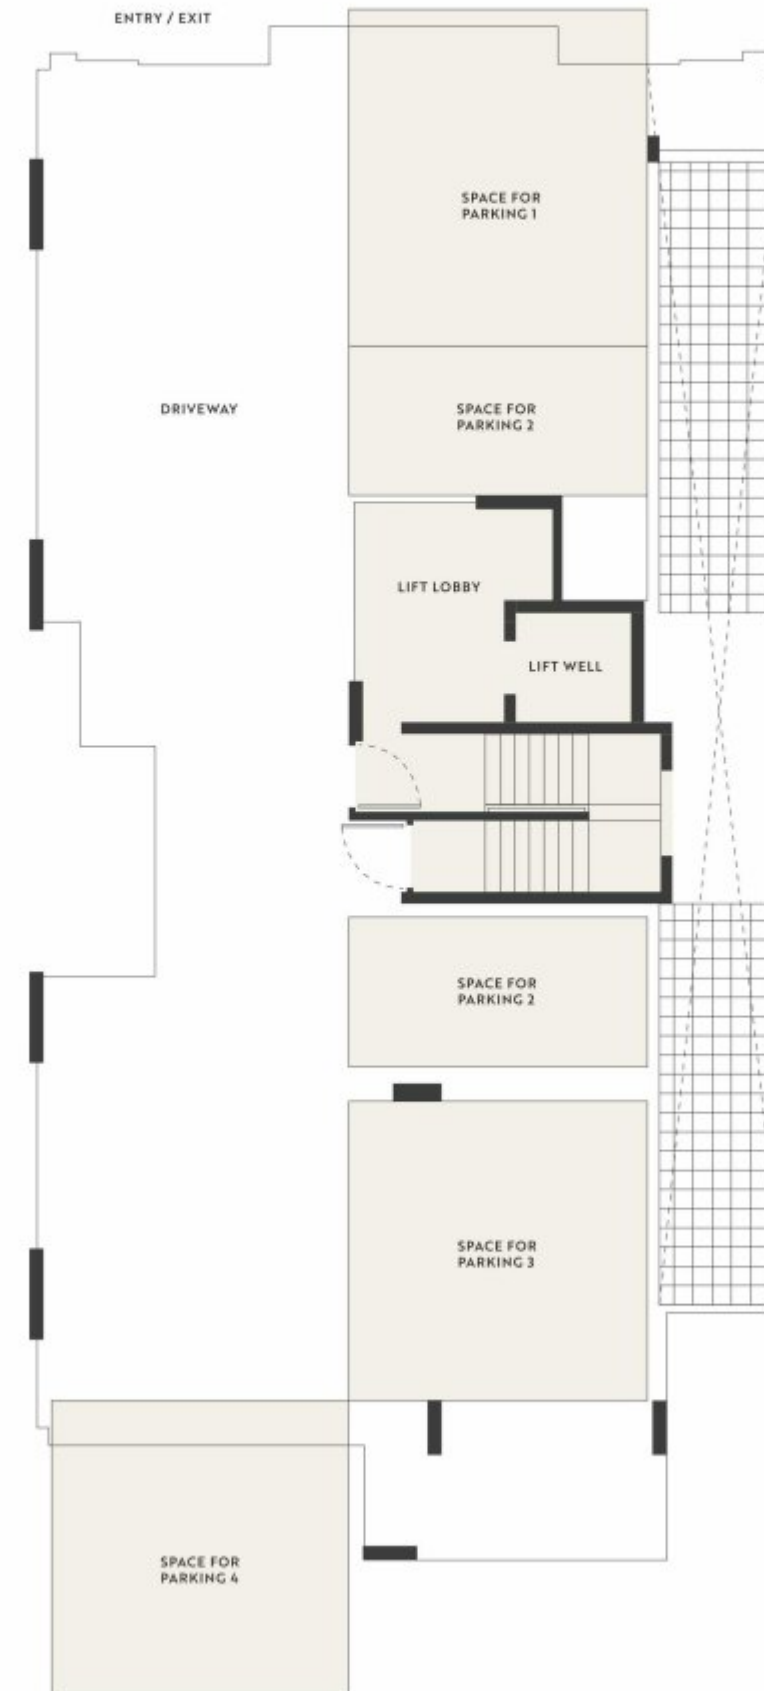 ENTRY / EXIT
SPACE FOR
PARKING 1
DRIVEWAY
SPACE FOR
PARKING 2
LIFT LOBBY
LIFT WELL
SPACE FOR
PARKING 2
SPACE FOR
PARKING 3
SPACE FOR
PARKING 4